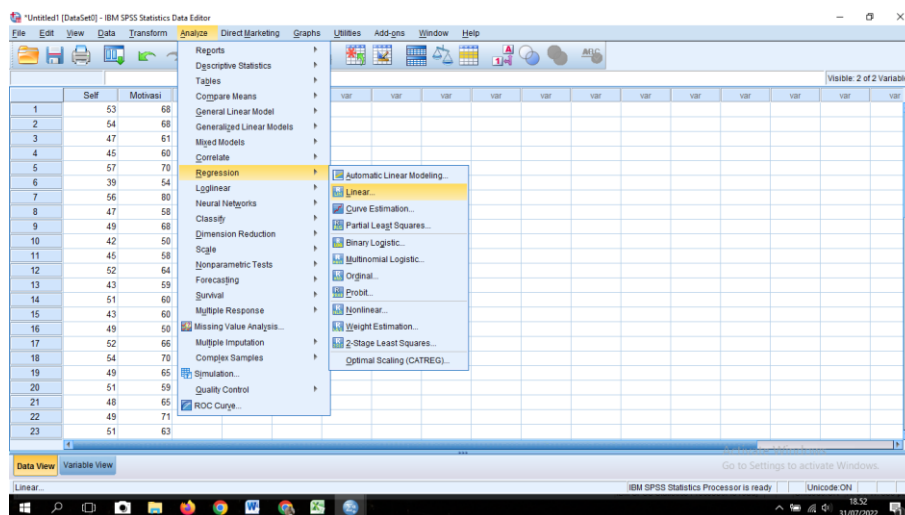 *Untitled1 [DataSet0] - IBM SPSS Statistics Data Editor
File Edit View Data Transform Analyze Direct Marketing Graphs Utilities Add-ons Window Help
Visible: 2 of 2 Variabl
Self Motivasi var var var var var var var var var var
1 53 68
2 54 68
3 47 61
4 45 60
5 57 70
6 39 54
7 56 80
8 47 58
9 49 68
10 42 50
11 45 58
12 52 64
13 43 59
14 51 60
15 43 60
16 49 50
17 52 66
18 54 70
19 49 65
20 51 59
21 48 65
22 49 71
23 51 63
Reports
Descriptive Statistics
Tables
Compare Means
General Linear Model
Generalized Linear Models
Mixed Models
Correlate
Regression
Loglinear
Neural Networks
Classify
Dimension Reduction
Scale
Nonparametric Tests
Forecasting
Survival
Multiple Response
Missing Value Analysis...
Multiple Imputation
Complex Samples
Simulation...
Quality Control
ROC Curve...
Automatic Linear Modeling...
Linear...
Curve Estimation...
Partial Least Squares...
Binary Logistic...
Multinomial Logistic...
Ordinal...
Probit...
Nonlinear...
Weight Estimation...
2-Stage Least Squares...
Optimal Scaling (CATREG)...
Data View Variable View
Go to Settings to activate Windows.
Linear... IBM SPSS Statistics Processor is ready Unicode:ON
18.52
31/07/2022